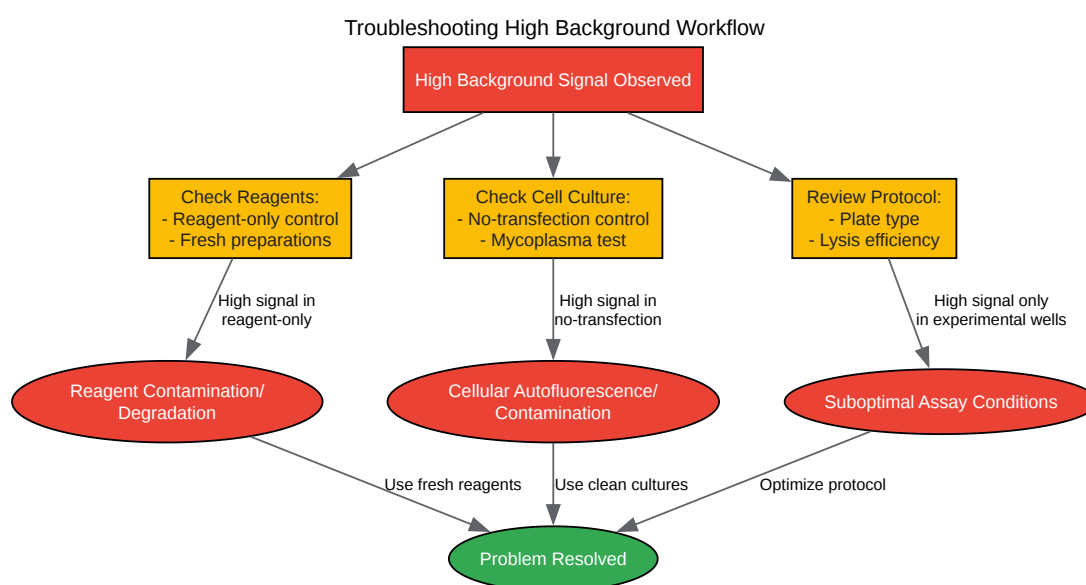 Troubleshooting High Background Workflow
High Background Signal Observed
Check Reagents:
- Reagent-only control
- Fresh preparations
Check Cell Culture:
- No-transfection control
- Mycoplasma test
Review Protocol:
- Plate type
- Lysis efficiency
High signal in
reagent-only
High signal in
no-transfection
High signal only
in experimental wells
Reagent Contamination/
Degradation
Cellular Autofluorescence/
Contamination
Suboptimal Assay Conditions
Use fresh reagents
Use clean cultures
Optimize protocol
Problem Resolved